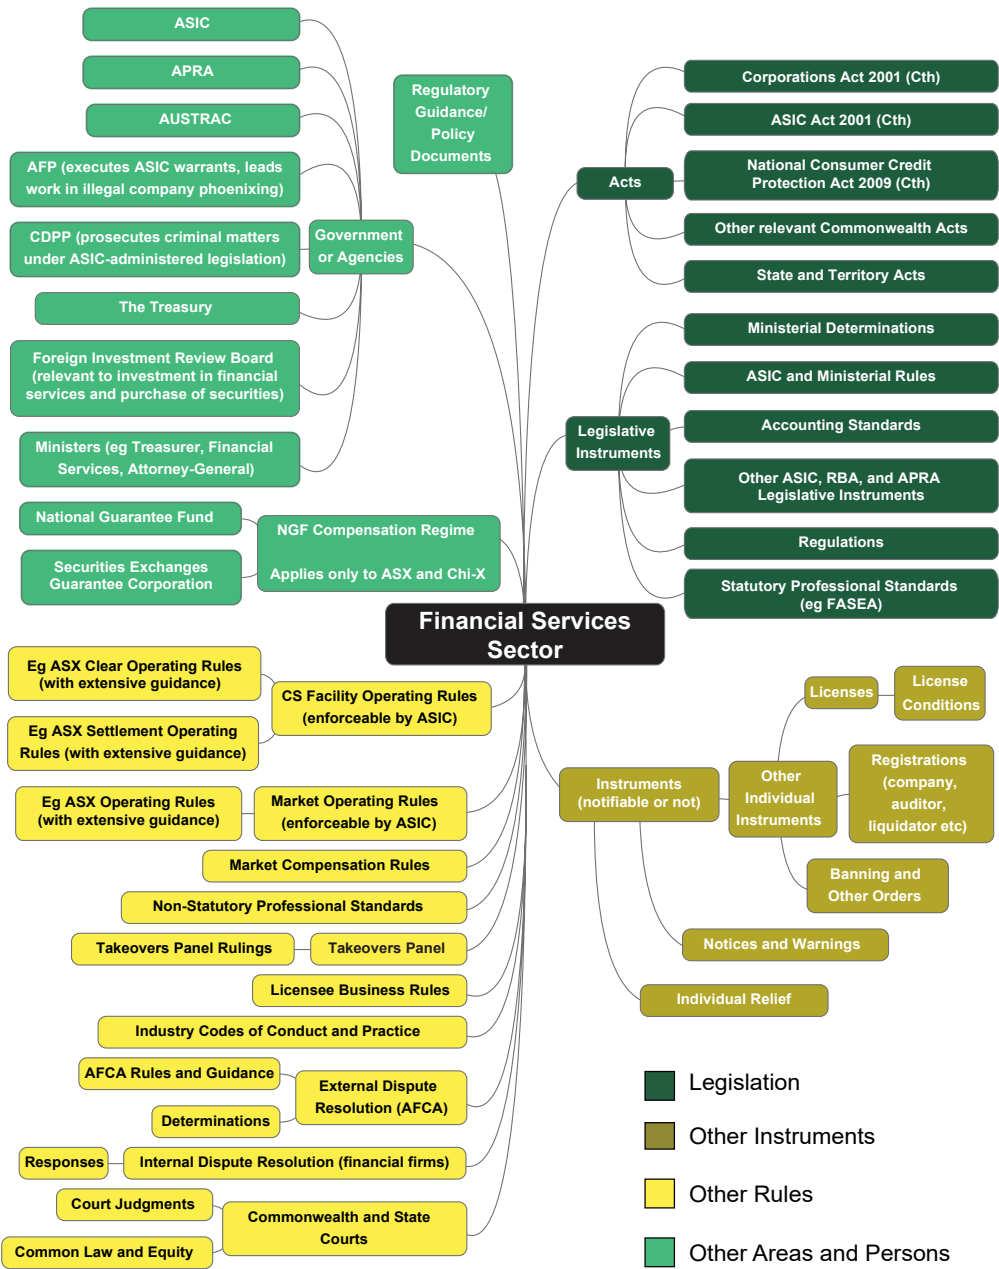 ASIC
APRA
AUSTRAC
AFP (executes ASIC warrants, leads
work in illegal company phoenixing)
CDPP (prosecutes criminal matters
under ASIC-administered legislation)
The Treasury
Foreign Investment Review Board
(relevant to investment in financial
services and purchase of securities)
Ministers (eg Treasurer, Financial
Services, Attorney-General)
Government
or Agencies
Regulatory
Guidance/
Policy
Documents
National Guarantee Fund
Securities Exchanges
Guarantee Corporation
NGF Compensation Regime
Applies only to ASX and Chi-X
Acts
Corporations Act 2001 (Cth)
ASIC Act 2001 (Cth)
National Consumer Credit
Protection Act 2009 (Cth)
Other relevant Commonwealth Acts
State and Territory Acts
Legislative
Instruments
Ministerial Determinations
ASIC and Ministerial Rules
Accounting Standards
Other ASIC, RBA, and APRA
Legislative Instruments
Regulations
Statutory Professional Standards
(eg FASEA)
Financial Services
Sector
Eg ASX Clear Operating Rules
(with extensive guidance)
Eg ASX Settlement Operating
Rules (with extensive guidance)
CS Facility Operating Rules
(enforceable by ASIC)
Eg ASX Operating Rules
(with extensive guidance)
Market Operating Rules
(enforceable by ASIC)
Market Compensation Rules
Non-Statutory Professional Standards
Takeovers Panel Rulings
Takeovers Panel
Licensee Business Rules
Industry Codes of Conduct and Practice
AFCA Rules and Guidance
Determinations
External Dispute
Resolution (AFCA)
Responses
Internal Dispute Resolution (financial firms)
Court Judgments
Common Law and Equity
Commonwealth and State
Courts
Instruments
(notifiable or not)
Other
Individual
Instruments
Licenses
License
Conditions
Registrations
(company,
auditor,
liquidator etc)
Banning and
Other Orders
Notices and Warnings
Individual Relief
Legislation
Other Instruments
Other Rules
Other Areas and Persons